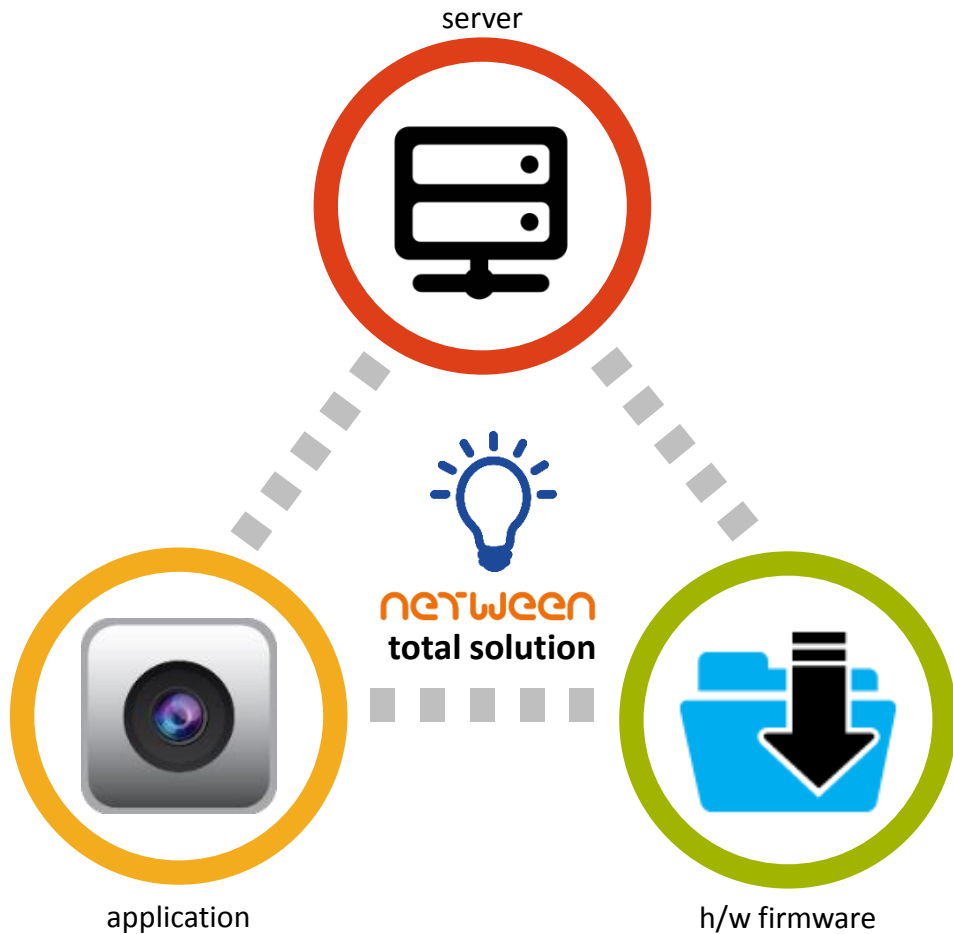 server
netween
total solution
application
h/w firmware